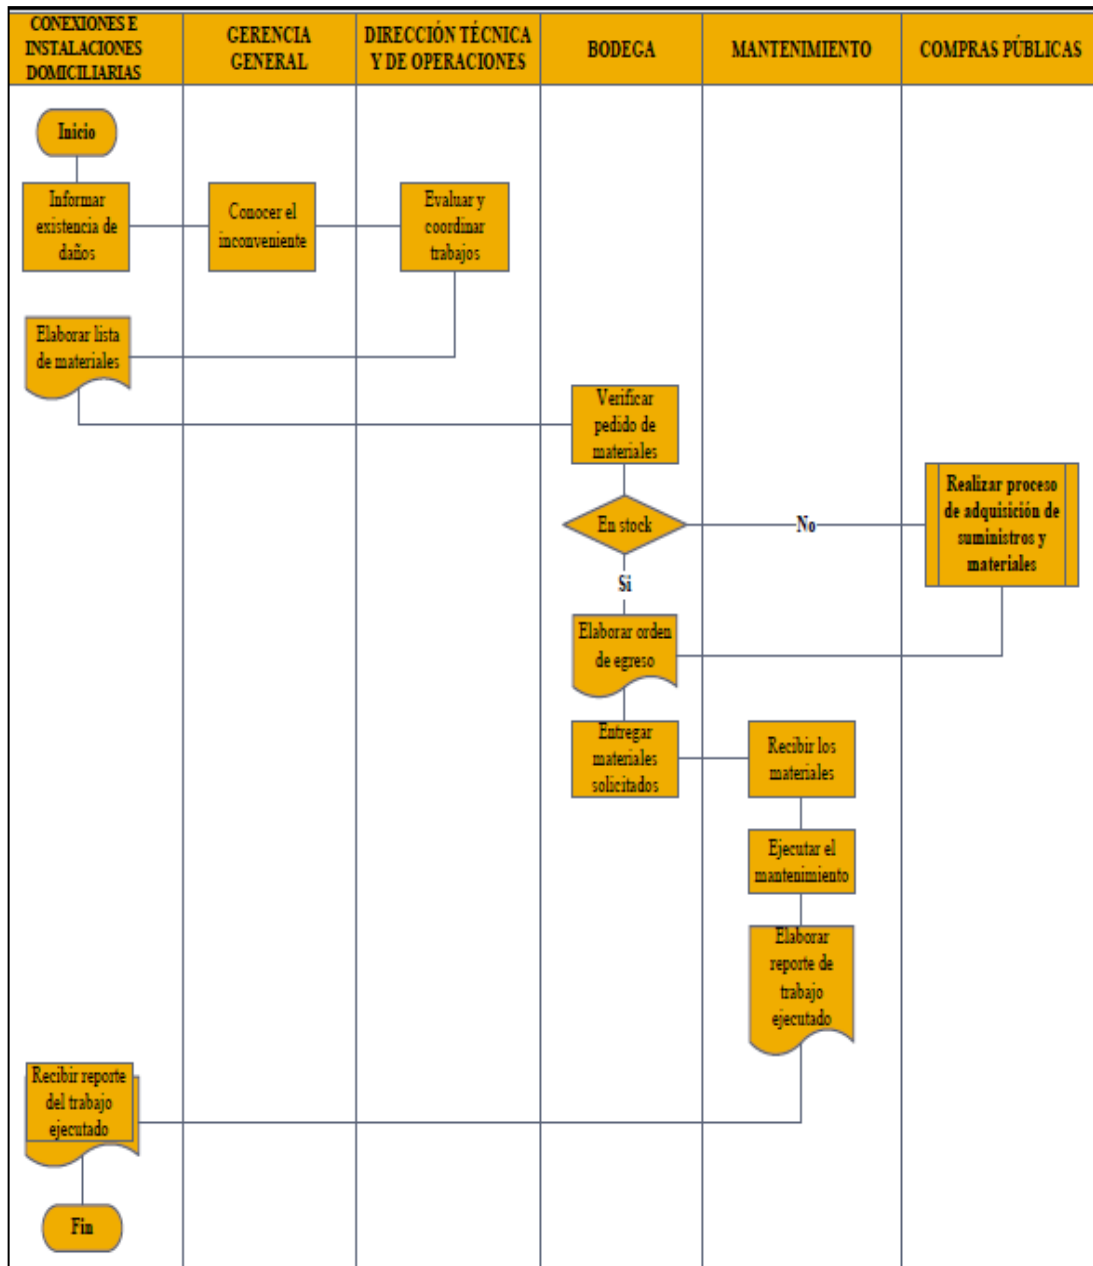 CONEXIONES E
INSTALACIONES
DOMICILIARIAS
GERENCIA
GENERAL
DIRECCIÓN TÉCNICA
Y DE OPERACIONES
BODEGA
MANTENIMIENTO
COMPRAS PÚBLICAS
Inicio
Informar
existencia de
daños
Conocer el
inconveniente
Evaluar y
coordinar
trabajos
Elaborar lista
de materiales
Verificar
pedido de
materiales
En stock
No
Realizar proceso
de adquisición de
suministros y
materiales
Si
Elaborar orden
de egreso
Entregar
materiales
solicitados
Recibir los
materiales
Ejecutar el
mantenimiento
Elaborar
reporte de
trabajo
ejecutado
Recibir reporte
del trabajo
ejecutado
Fin